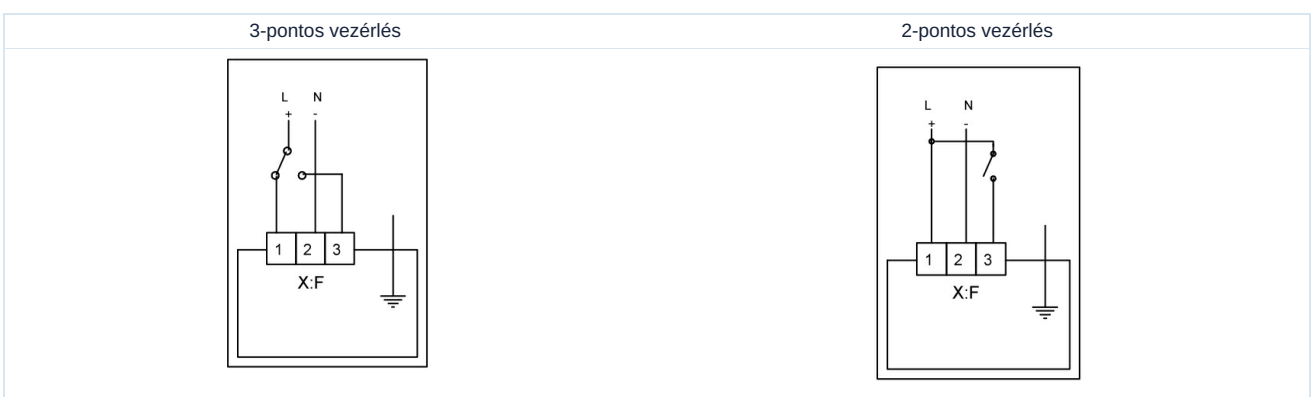 3-pontos vezérlés
L N
+ -
1 2 3
X:F
2-pontos vezérlés
L N
+ -
1 2 3
X:F